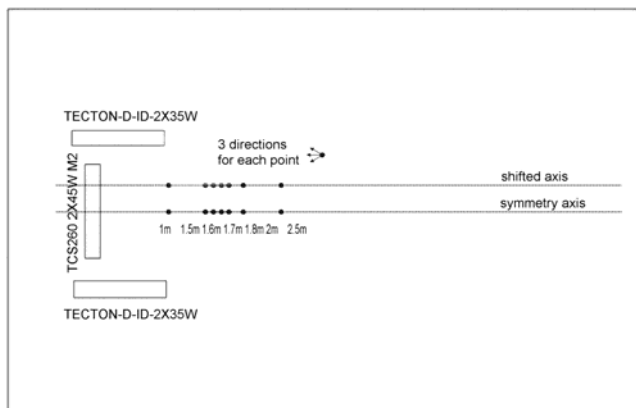 TECTON-D-ID-2X35W
3 directions
for each point
TCS260 2X45W M2
shifted axis
symmetry axis
1m 1.5m 1.6m 1.7m 1.8m 2m 2.5m
TECTON-D-ID-2X35W